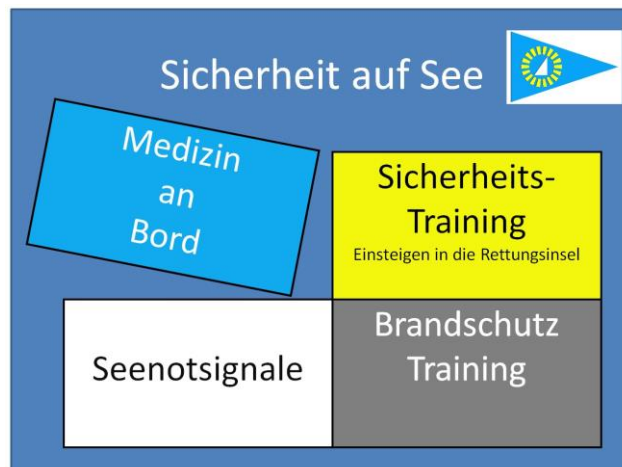 Sicherheit auf See
Medizin
an
Bord
Sicherheits-
Training
Einsteigen in die Rettungsinsel
Seenotsignale
Brandschutz
Training